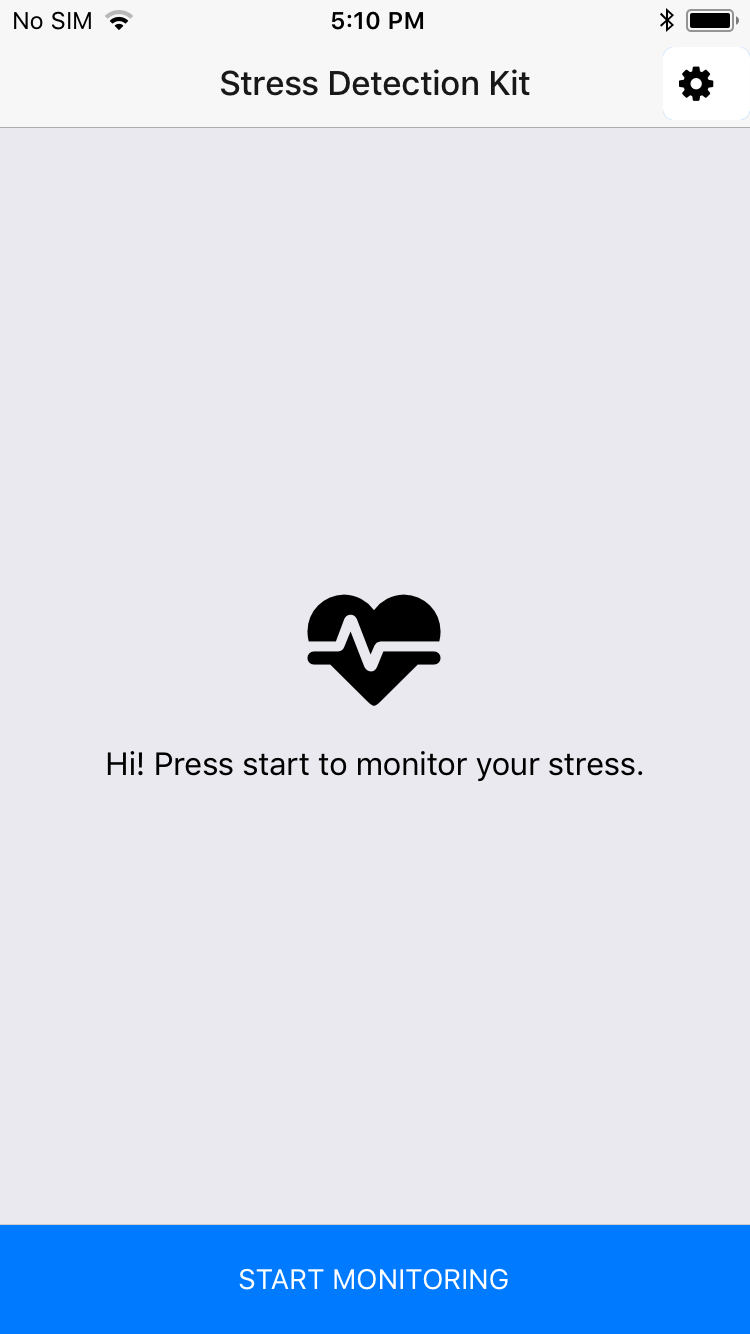 No SIM 5:10 PM
Stress Detection Kit
Hi! Press start to monitor your stress.
START MONITORING